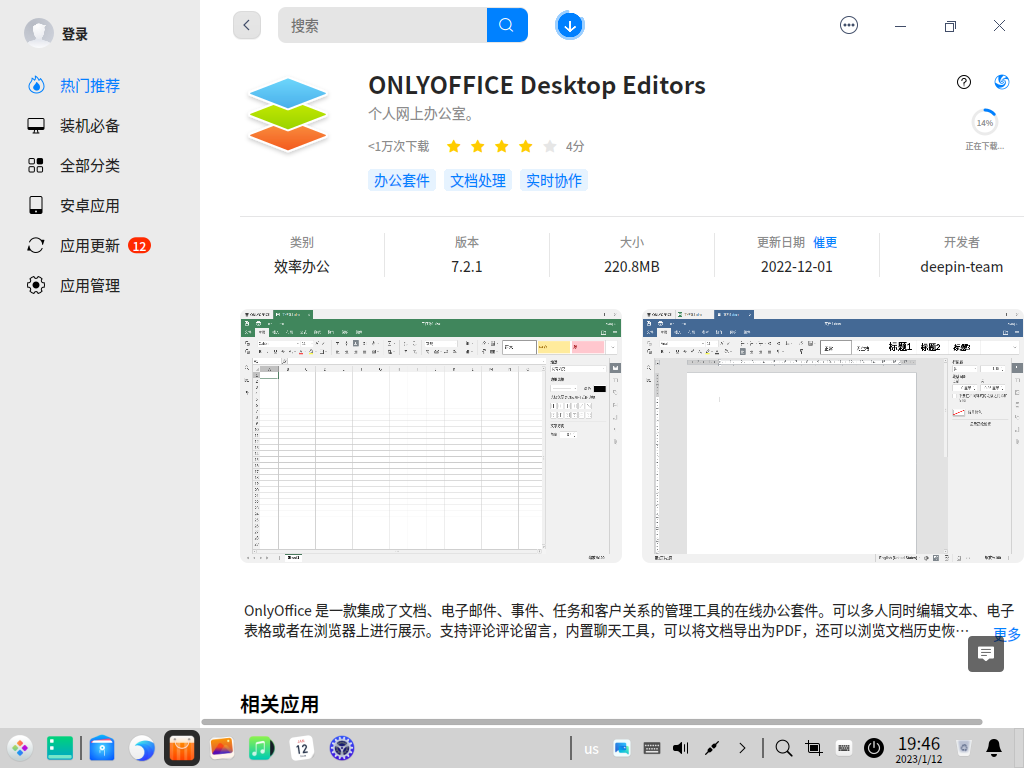 登录
搜索
热门推荐
装机必备
全部分类
安卓应用
应用更新 12
应用管理
ONLYOFFICE Desktop Editors
个人网上办公室。
<1万次下载 4分
办公套件 文档处理 实时协作
14%
正在下载...
类别 版本 大小 更新日期 催更 开发者
效率办公 7.2.1 220.8MB 2022-12-01 deepin-team
标题1 标题2 标题3
OnlyOffice 是一款集成了文档、电子邮件、事件、任务和客户关系的管理工具的在线办公套件。可以多人同时编辑文本、电子
表格或者在浏览器上进行展示。支持评论评论留言，内置聊天工具，可以将文档导出为PDF，还可以浏览文档历史恢… 更多
相关应用
JAN
12
us
19:46
2023/1/12